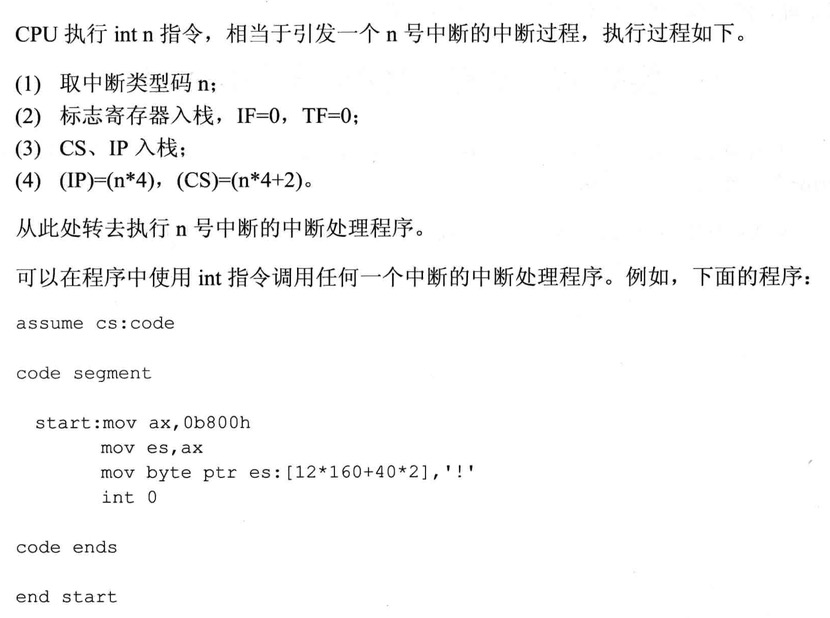 CPU 执行 int n 指令，相当于引发一个 n 号中断的中断过程，执行过程如下。
(1) 取中断类型码 n；
(2) 标志寄存器入栈，IF=0，TF=0；
(3) CS、IP 入栈；
(4) (IP)=(n*4)，(CS)=(n*4+2)。
从此处转去执行 n 号中断的中断处理程序。
可以在程序中使用 int 指令调用任何一个中断的中断处理程序。例如，下面的程序：
assume cs:code
code segment
start:mov ax,0b800h
mov es,ax
mov byte ptr es:[12*160+40*2],'!'
int 0
code ends
end start